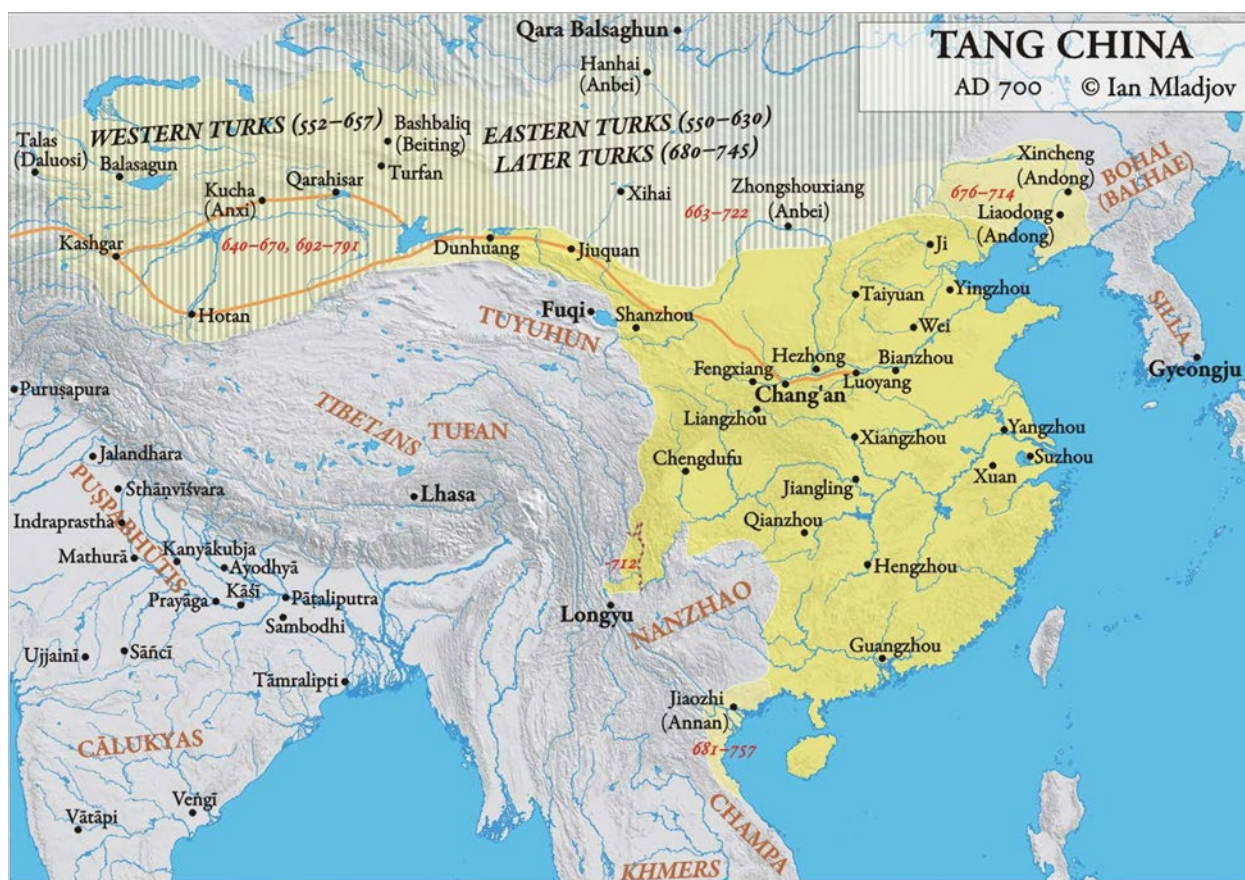 TANG CHINA
AD 700 © Ian Mladjov
Qara Balsaghun
Hanhai
(Anbei)
WESTERN TURKS (552–657)
EASTERN TURKS (550–630)
LATER TURKS (680–745)
Bashbaliq
(Beiting)
Talas
(Daluosi)
Balasagun
Turfan
Kucha
(Anxi)
Qarahisar
Xihai
Zhongshouxiang
(Anbei)
663–722
676–714
Xincheng
(Andong)
BOHAI
(BALHAE)
Liaodong
(Andong)
640–670, 692–791
Kashgar
Dunhuang
Jiuquan
Ji
Hotan
Fuqi
TUYUHUN
Shanzhou
Taiyuan
Yingzhou
Wei
SILLA
Gyeongju
Hezhong
Bianzhou
Fengxiang
Luoyang
Chang'an
Liangzhou
Puruṣapura
TIBETANS
TUFAN
Xiangzhou
Yangzhou
Suzhou
Jalandhara
Chengdufu
Xuan
PUṢPABHŪTIS
Sthāṇvīśvara
Lhasa
Jiangling
Indraprastha
Qianzhou
Mathurā
Kanyākubja
Ayodhyā
-712
Hengzhou
Prayāga
Kāśī
Pāṭaliputra
Longyu
NANZHAO
Sambodhi
Ujjainī
Sāñcī
Guangzhou
Tāmralipti
Jiaozhi
(Annan)
681–757
CĀLUKYAS
Veṅgī
Vātāpi
CHAMPA
KHMERS